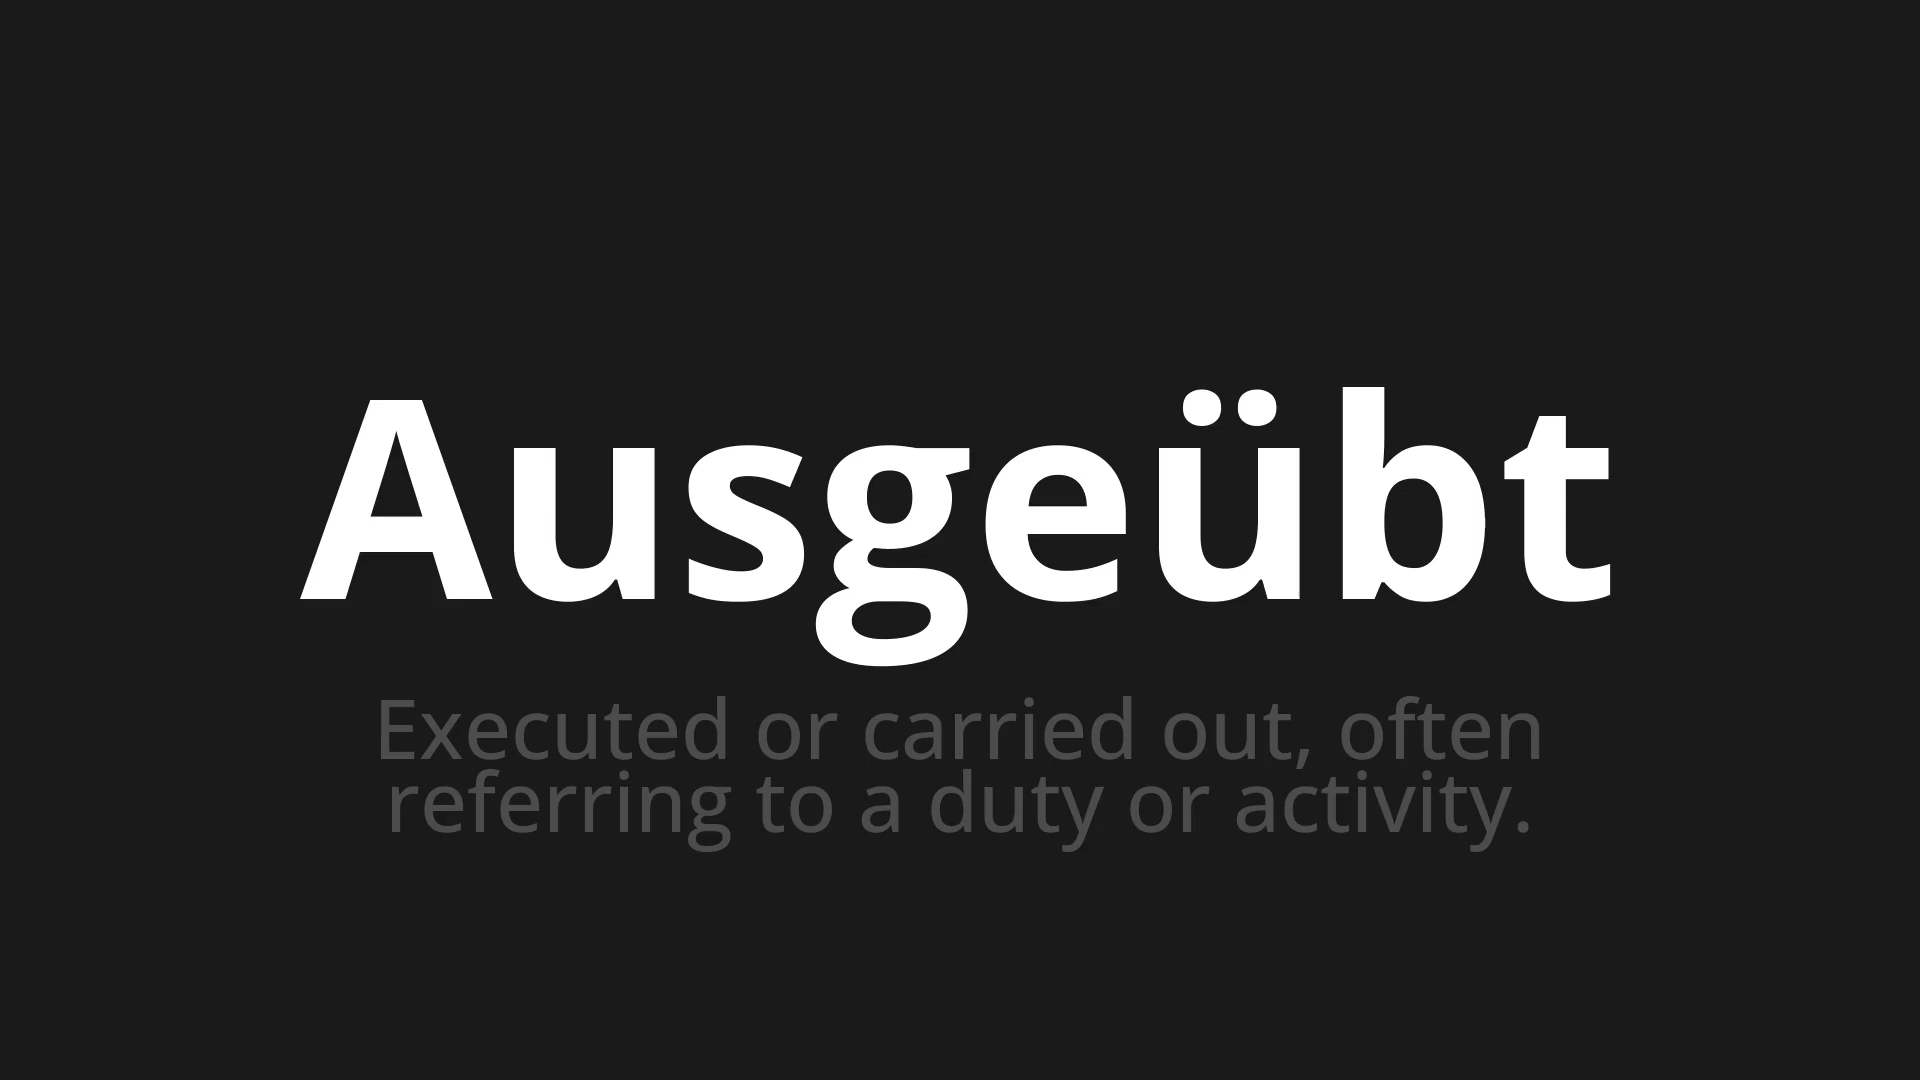 Ausgeübt
Executed or carried out, often
referring to a duty or activity.